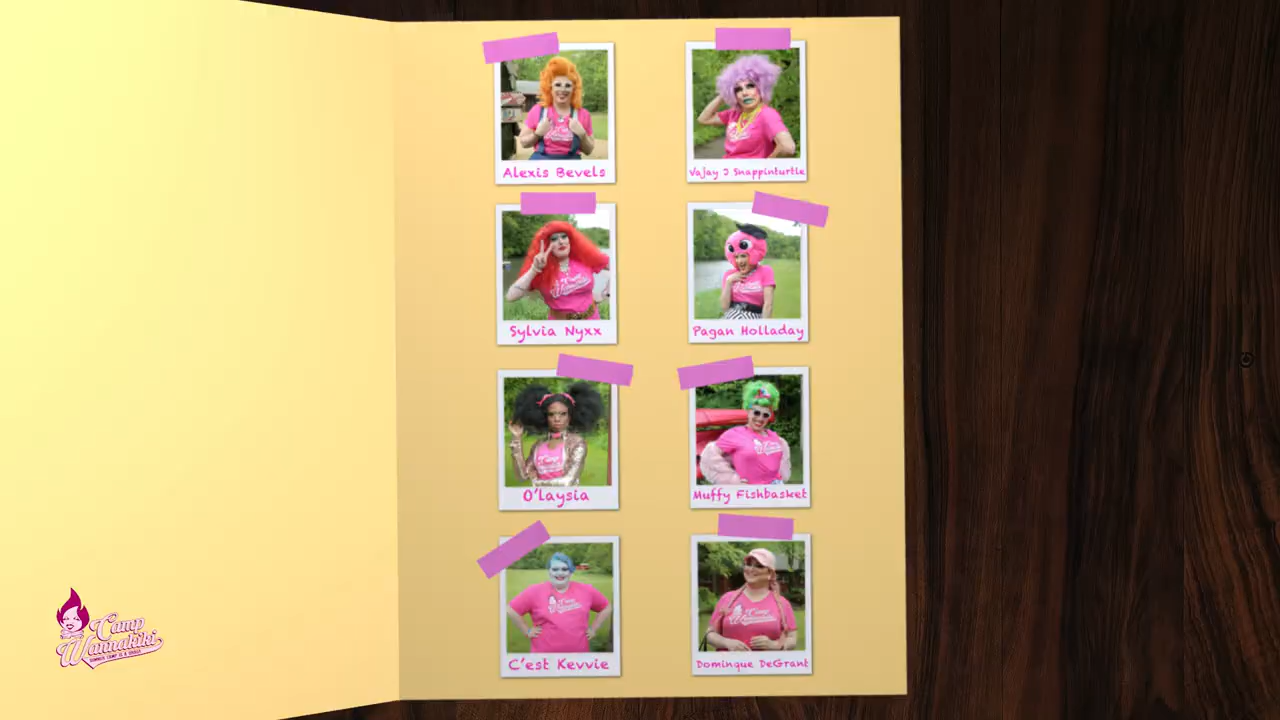 Alexis Bevels
Vajay J Snappinturtle
Sylvia Nyxx
Pagan Holladay
O'laysia
Muffy Fishbasket
C'est Kevvie
Dominque DeGrant
Camp
Wannakiki